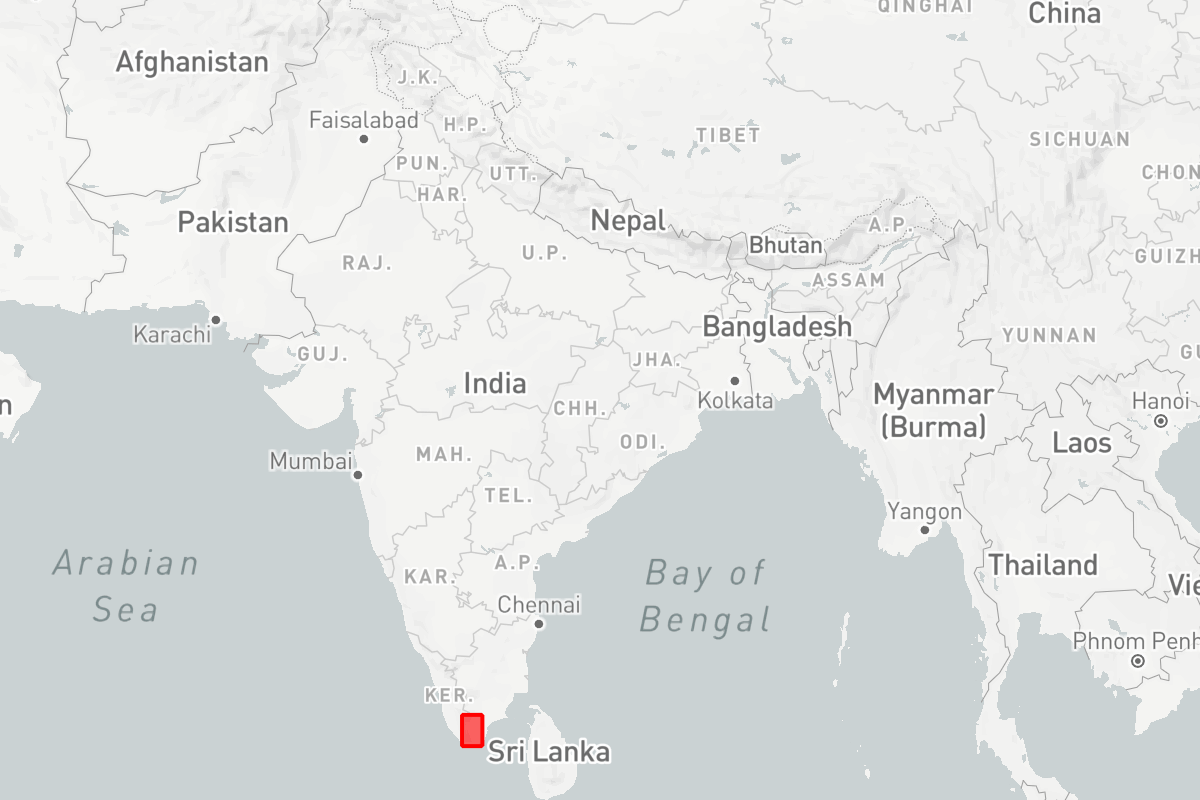 QINGHAI
China
Afghanistan
J.K.
Faisalabad
H.P.
TIBET
SICHUAN
PUN.
UTT.
CHON
HAR.
Pakistan
Nepal
A.P.
Bhutan
U.P.
RAJ.
GUIZH
ASSAM
Karachi
Bangladesh
YUNNAN
GUJ.
JHA.
GU
India
n
Kolkata
Myanmar
(Burma)
Hanoi
CHH.
ODI.
Laos
MAH.
Mumbai
TEL.
Yangon
Arabian
Sea
A.P.
Bay of
Bengal
Thailand
KAR.
Vie
Chennai
Phnom Penh
KER.
Sri Lanka